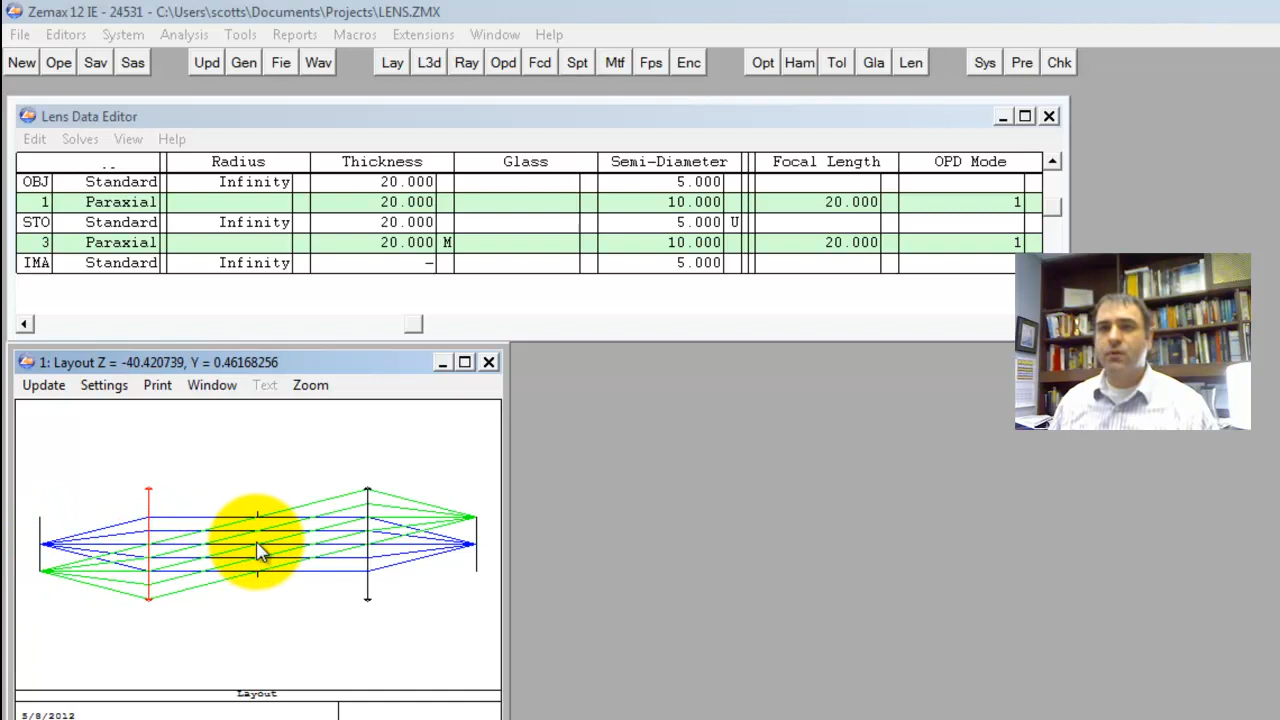 Zemax 12 IE - 24531 - C:\Users\scotts\Documents\Projects\LENS.ZMX
File Editors System Analysis Tools Reports Macros Extensions Window Help
New Ope Sav Sas Upd Gen Fie Wav Lay L3d Ray Opd Fcd Spt Mtf Fps Enc Opt Ham Tol Gla Len Sys Pre Chk
Lens Data Editor
Edit Solves View Help
Radius Thickness Glass Semi-Diameter Focal Length OPD Mode
OBJ Standard Infinity 20.000 5.000
1 Paraxial 20.000 10.000 20.000 1
STO Standard Infinity 20.000 5.000 U
3 Paraxial 20.000 M 10.000 20.000 1
IMA Standard Infinity - 5.000
1: Layout Z = -40.420739, Y = 0.46168256
Update Settings Print Window Text Zoom
Layout
5/8/2012